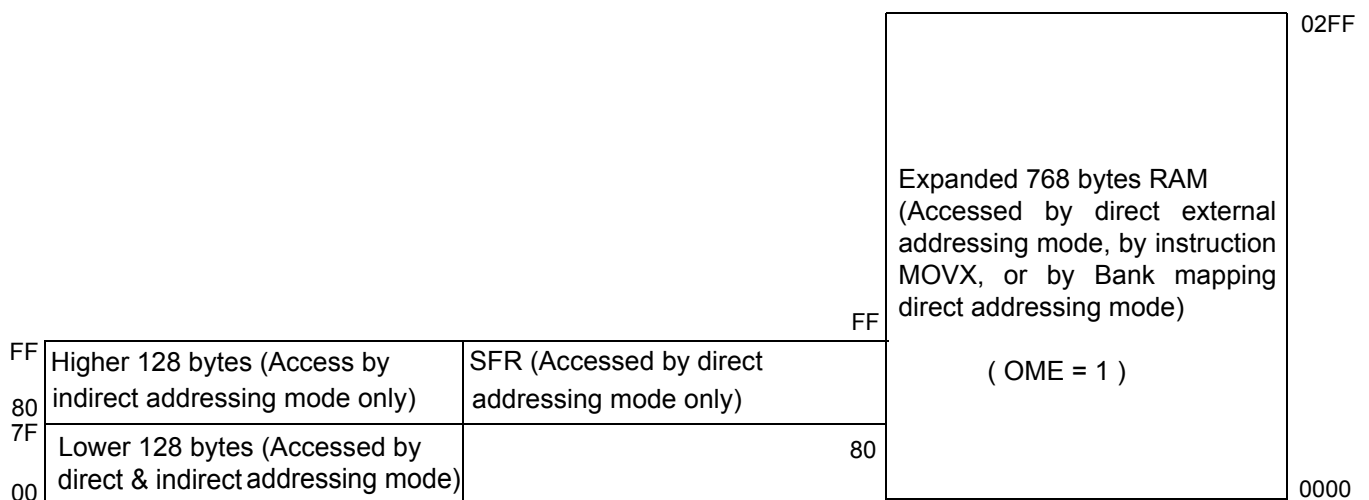 02FF
Expanded 768 bytes RAM
(Accessed by direct external
addressing mode, by instruction
MOVX, or by Bank mapping
direct addressing mode)
( OME = 1 )
0000
FF
FF
Higher 128 bytes (Access by
indirect addressing mode only)
80
SFR (Accessed by direct
addressing mode only)
7F
Lower 128 bytes (Accessed by
direct & indirect addressing mode)
00
80